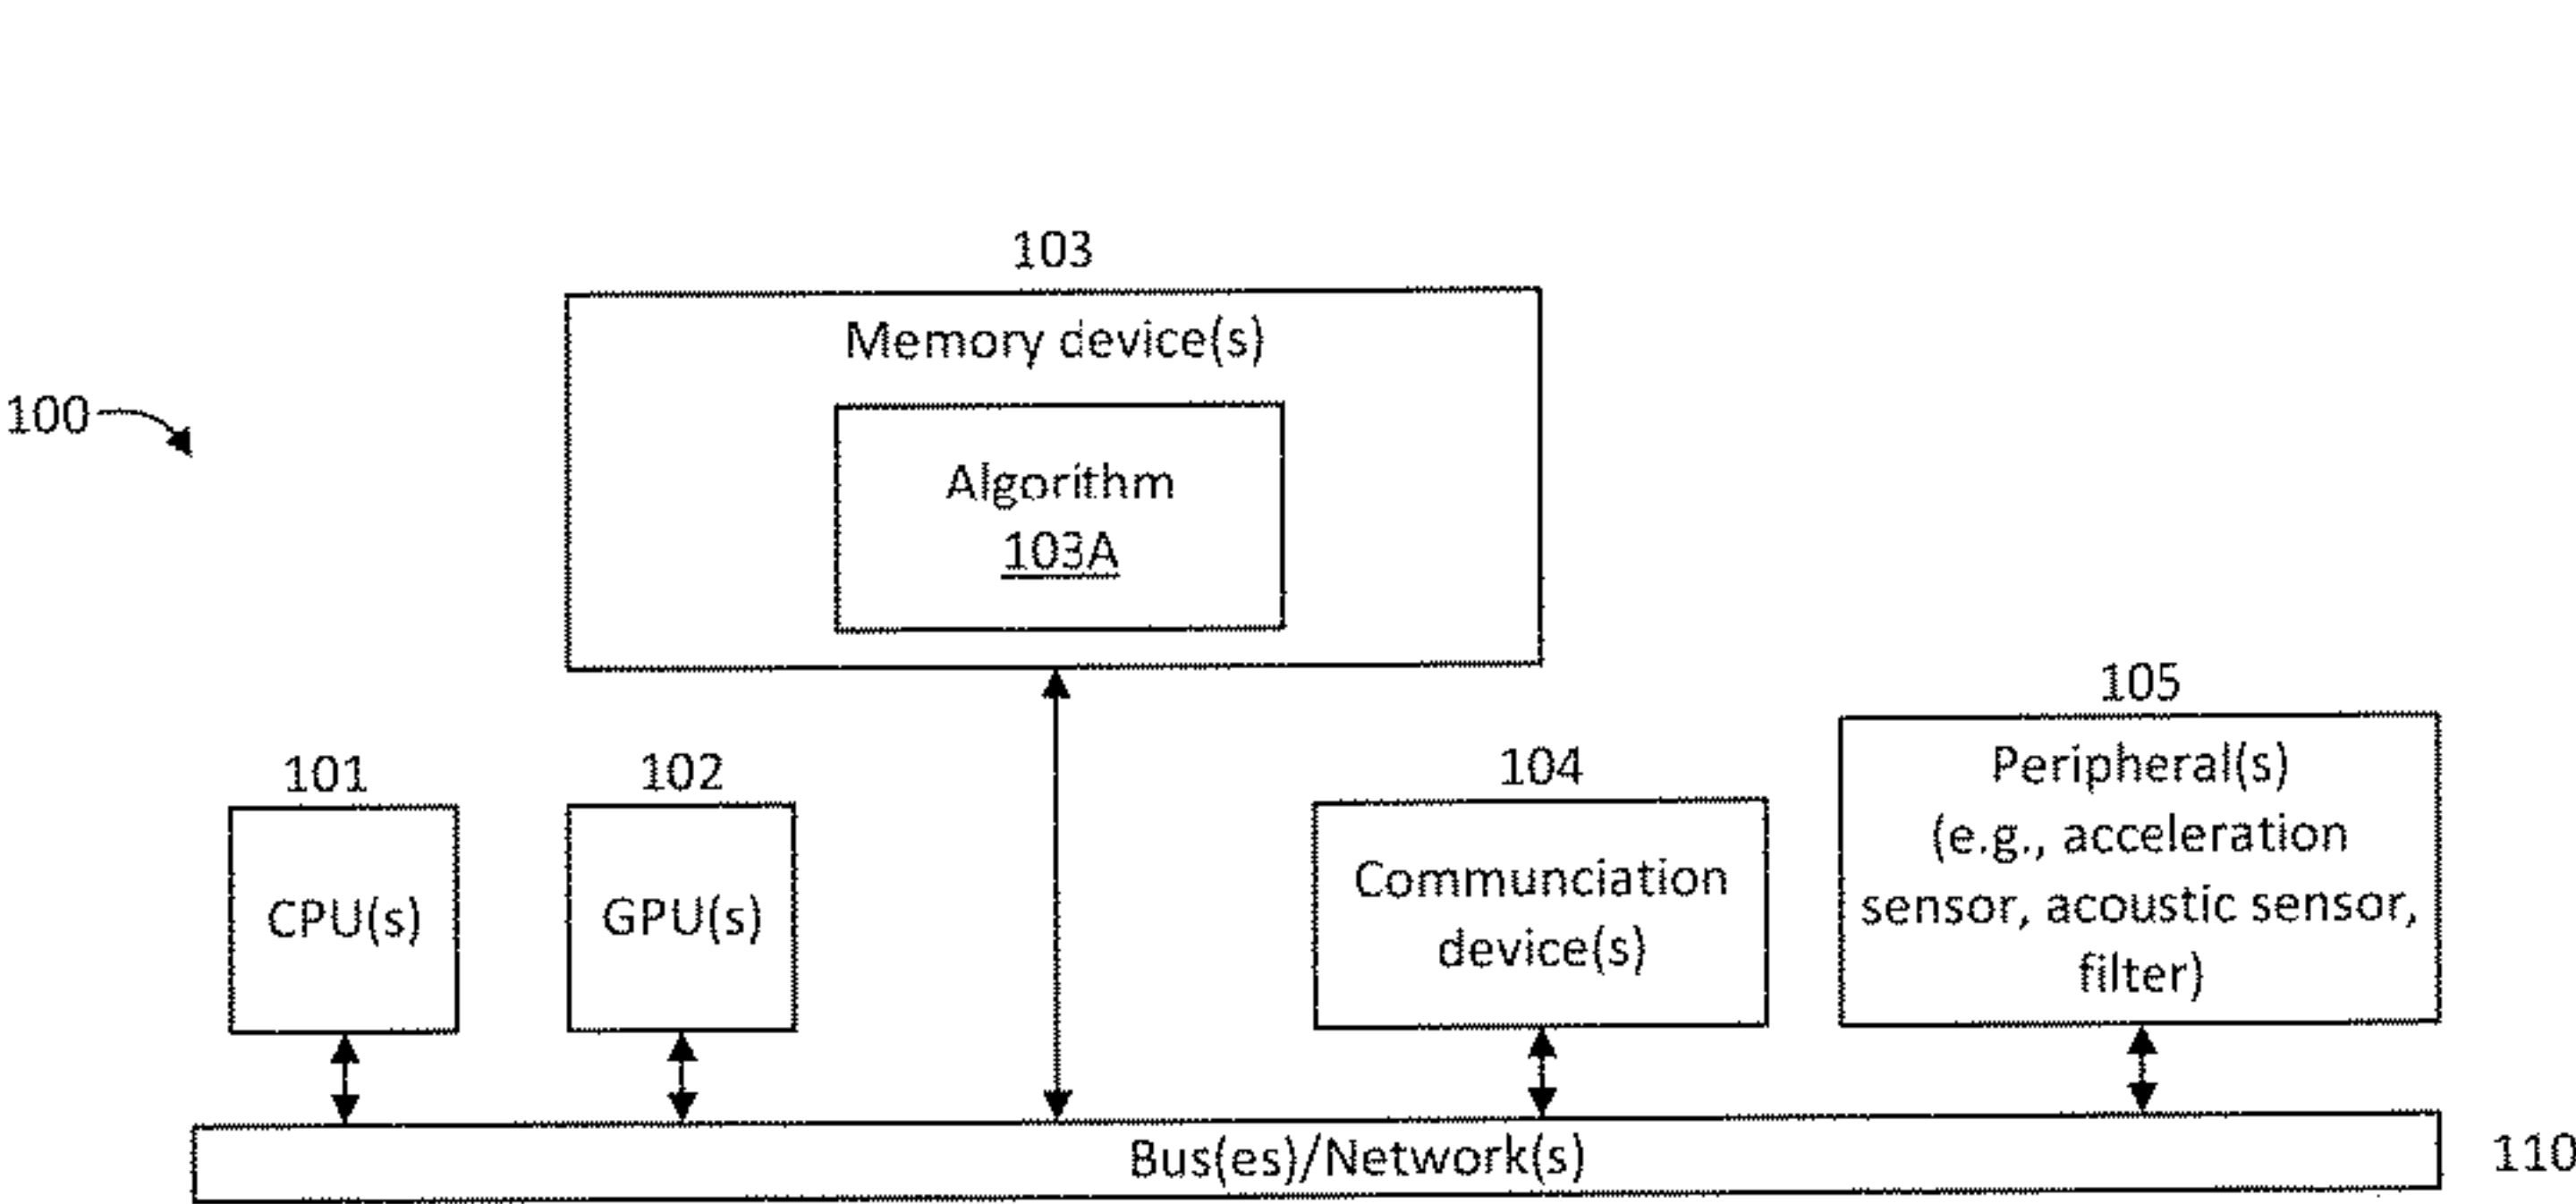 103
Memory device(s)
100
Algorithm
103A
101
CPU(s)
102
GPU(s)
104
Communciation
device(s)
105
Peripheral(s)
(e.g., acceleration
sensor, acoustic sensor,
filter)
Bus(es)/Network(s)
110